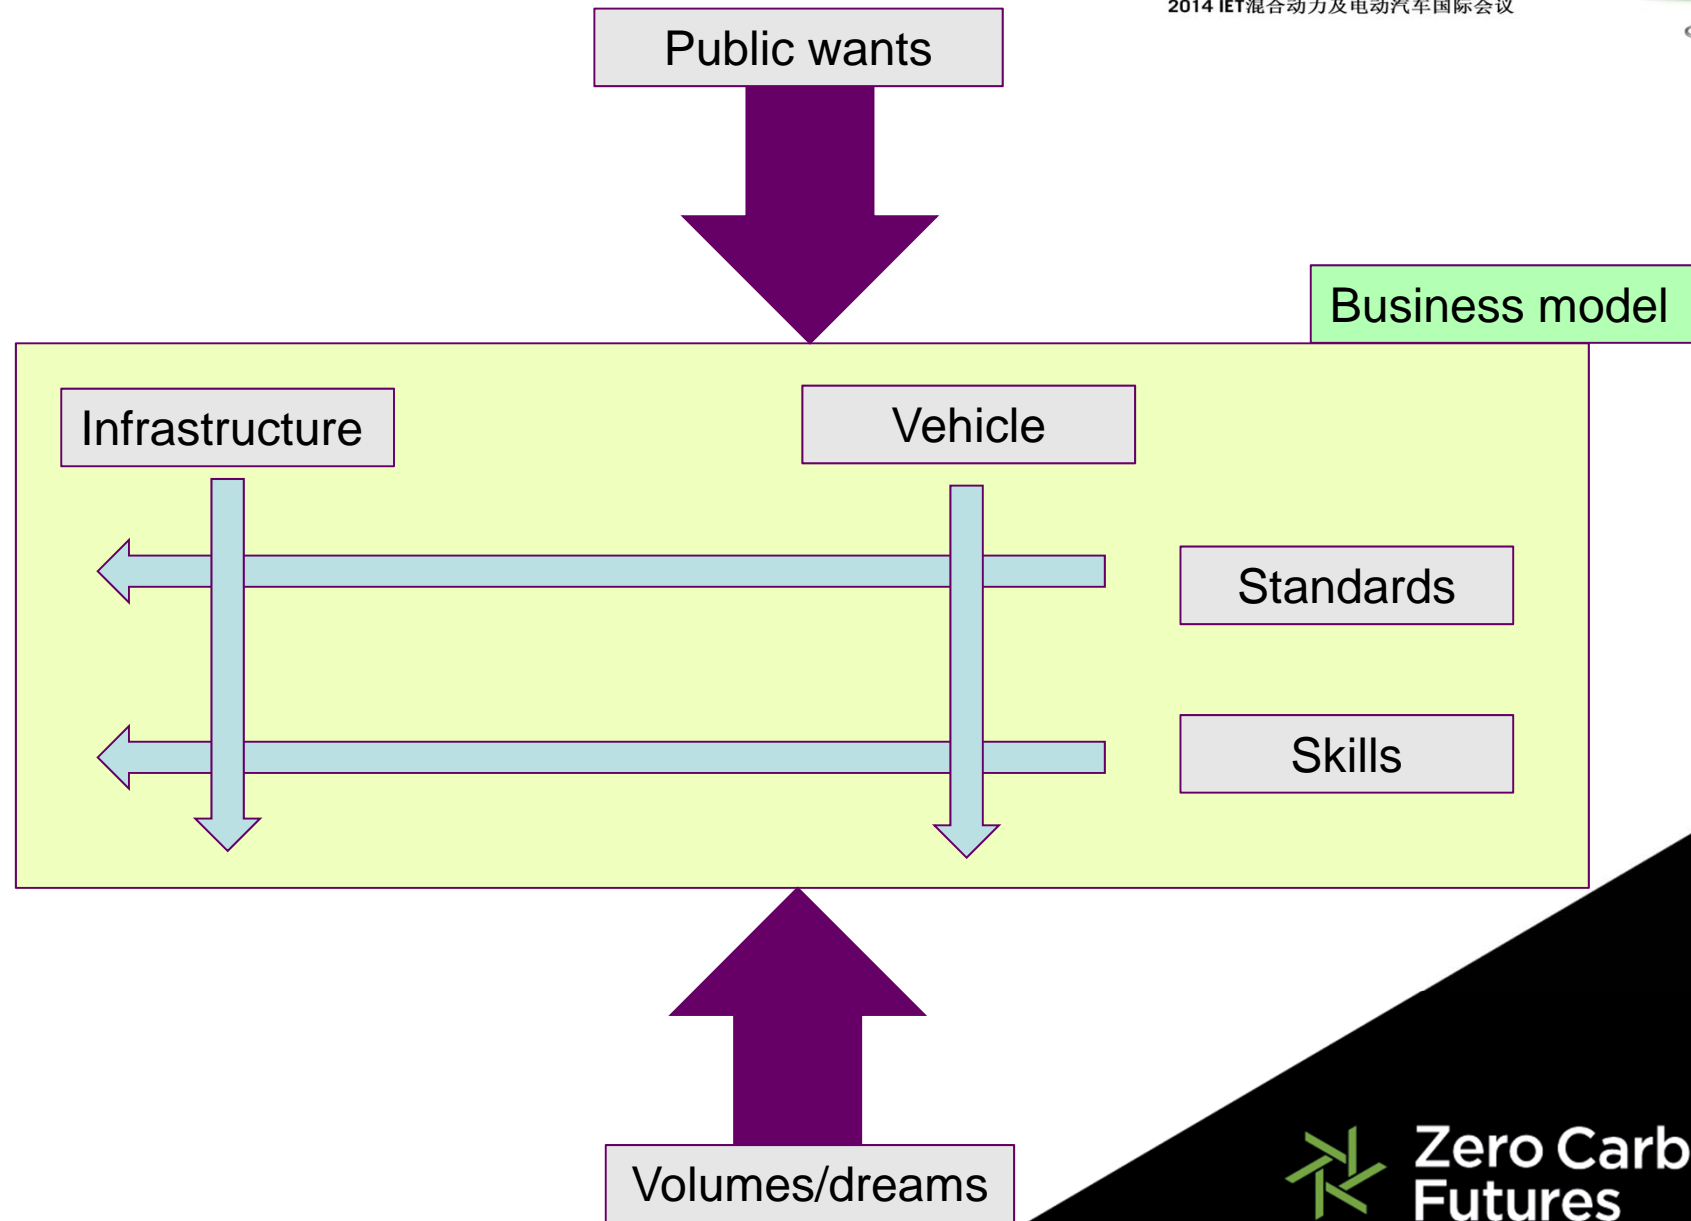 2014 IET混合动力及电动汽车国际会议
Public wants
Business model
Infrastructure
Vehicle
Standards
Skills
Volumes/dreams
Zero Carb
Futures